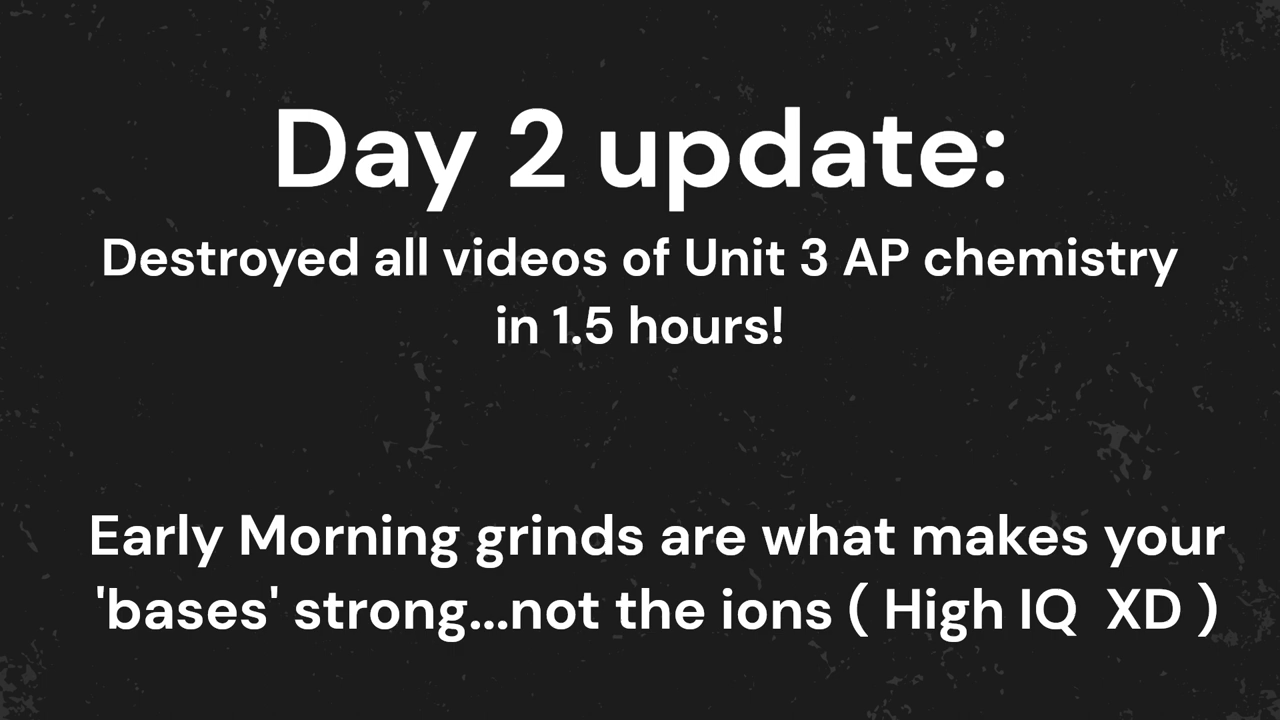 Day 2 update:
Destroyed all videos of Unit 3 AP chemistry
in 1.5 hours!
Early Morning grinds are what makes your
'bases' strong...not the ions ( High IQ  XD )